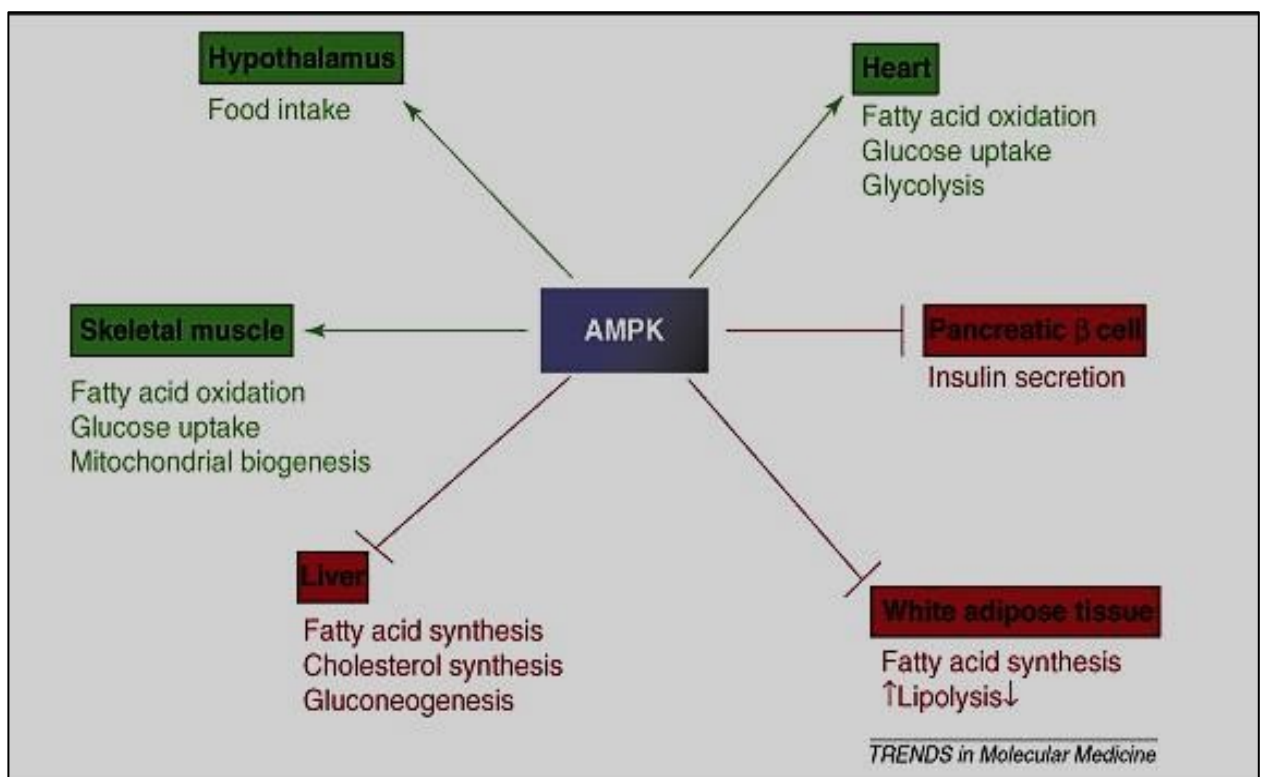 Hypothalamus
Food intake
Heart
Fatty acid oxidation
Glucose uptake
Glycolysis
AMPK
Skeletal muscle
Fatty acid oxidation
Glucose uptake
Mitochondrial biogenesis
Pancreatic β cell
Insulin secretion
Liver
Fatty acid synthesis
Cholesterol synthesis
Gluconeogenesis
White adipose tissue
Fatty acid synthesis
↑Lipolysis↓
TRENDS in Molecular Medicine